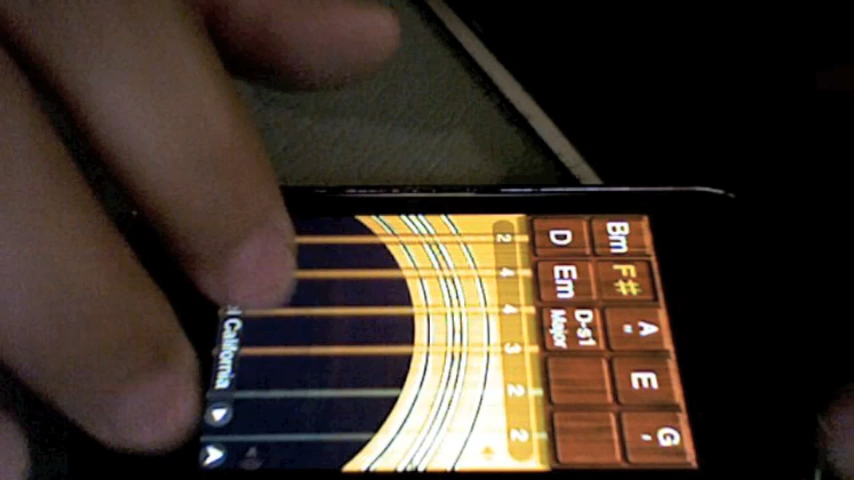 Bm F# A E G
D Em D-s1
Major
2 4 4 3 2 2
California